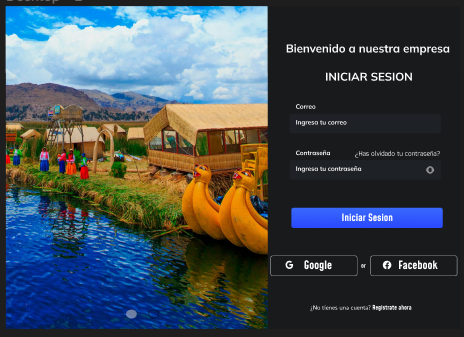 Bienvenido a nuestra empresa
INICIAR SESION
Correo
Ingresa tu correo
Contraseña ¿Has olvidado tu contraseña?
Ingresa tu contraseña
Iniciar Sesion
Google or Facebook
¿No tienes una cuenta? Registrate ahora